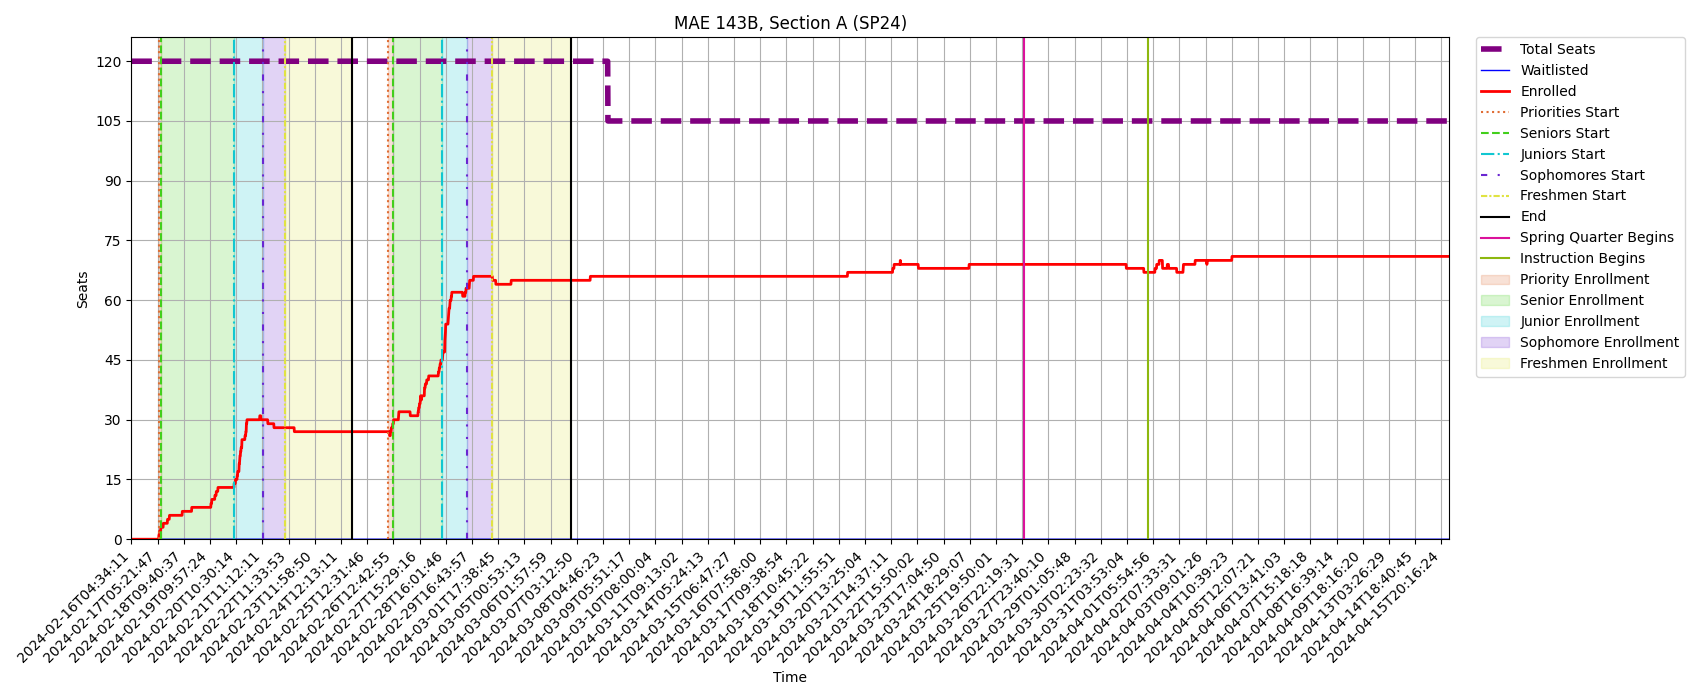 MAE 143B, Section A (SP24)
120
105
90
75
60
45
30
15
0
Seats
Total Seats
Waitlisted
Enrolled
Priorities Start
Seniors Start
Juniors Start
Sophomores Start
Freshmen Start
End
Spring Quarter Begins
Instruction Begins
Priority Enrollment
Senior Enrollment
Junior Enrollment
Sophomore Enrollment
Freshmen Enrollment
2024-02-16T04:34:11
2024-02-17T05:21:47
2024-02-18T09:40:37
2024-02-19T09:57:24
2024-02-20T10:30:14
2024-02-21T11:12:11
2024-02-22T11:33:53
2024-02-23T11:58:50
2024-02-24T12:13:11
2024-02-25T12:31:46
2024-02-26T12:42:55
2024-02-27T15:29:16
2024-02-28T16:01:46
2024-02-29T16:43:57
2024-03-01T17:38:45
2024-03-05T00:53:13
2024-03-06T01:57:59
2024-03-07T03:12:50
2024-03-08T04:46:23
2024-03-09T05:51:17
2024-03-10T08:00:04
2024-03-11T09:13:02
2024-03-14T05:24:13
2024-03-15T06:47:27
2024-03-16T07:58:00
2024-03-17T09:38:54
2024-03-18T10:45:22
2024-03-19T11:55:51
2024-03-20T13:25:04
2024-03-21T14:37:11
2024-03-22T15:50:02
2024-03-23T17:04:50
2024-03-24T18:29:07
2024-03-25T19:50:01
2024-03-26T22:19:31
2024-03-27T23:40:16
2024-03-29T01:05:48
2024-03-30T02:23:32
2024-03-31T03:53:04
2024-04-01T05:54:56
2024-04-02T07:33:31
2024-04-03T09:01:26
2024-04-04T10:39:23
2024-04-05T12:07:21
2024-04-06T13:41:03
2024-04-07T15:18:18
2024-04-08T16:39:14
2024-04-09T18:16:20
2024-04-13T03:26:29
2024-04-14T18:40:45
2024-04-15T20:16:24
Time